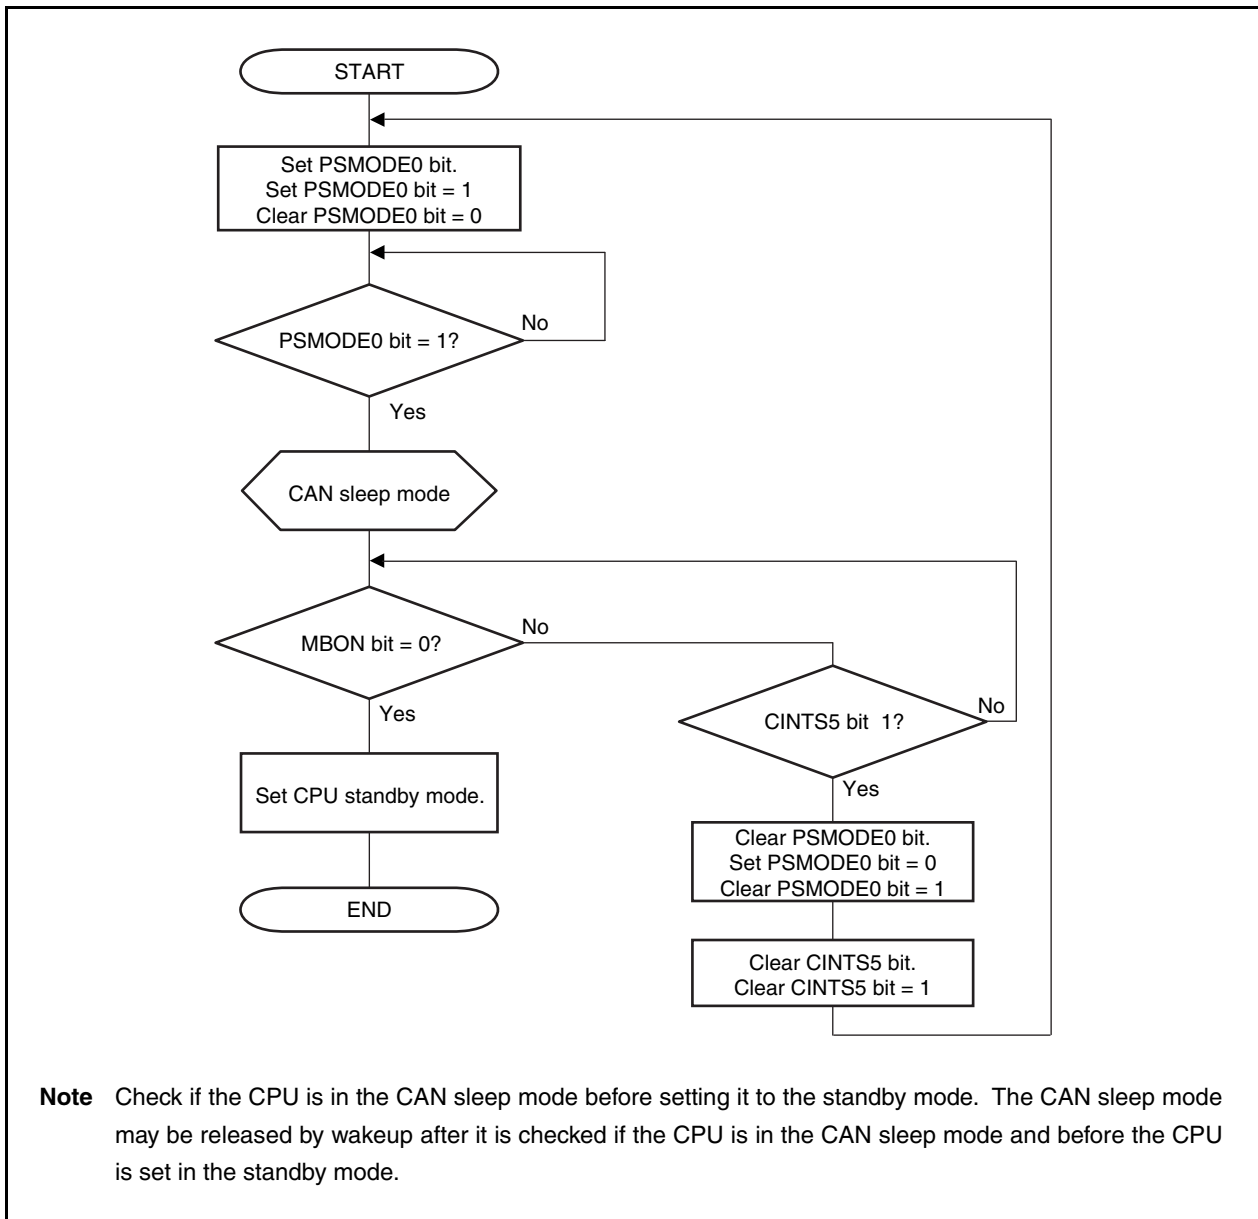 START
Set PSMODE0 bit.
Set PSMODE0 bit = 1
Clear PSMODE0 bit = 0
PSMODE0 bit = 1?
No
Yes
CAN sleep mode
MBON bit = 0?
No
Yes
CINTS5 bit 1?
No
Yes
Set CPU standby mode.
Clear PSMODE0 bit.
Set PSMODE0 bit = 0
Clear PSMODE0 bit = 1
END
Clear CINTS5 bit.
Clear CINTS5 bit = 1
Note Check if the CPU is in the CAN sleep mode before setting it to the standby mode. The CAN sleep mode
may be released by wakeup after it is checked if the CPU is in the CAN sleep mode and before the CPU
is set in the standby mode.